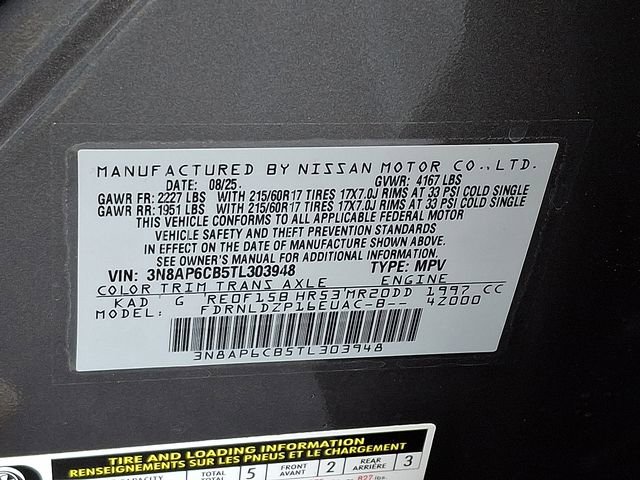 MANUFACTURED BY NISSAN MOTOR CO., LTD.
DATE: 08/25. GVWR: 4167 LBS
GAWR FR: 2227 LBS WITH 215/60R17 TIRES 17X7.0J RIMS AT 33 PSI COLD SINGLE
GAWR RR: 1951 LBS WITH 215/60R17 TIRES 17X7.0J RIMS AT 33 PSI COLD SINGLE
THIS VEHICLE CONFORMS TO ALL APPLICABLE FEDERAL MOTOR
VEHICLE SAFETY AND THEFT PREVENTION STANDARDS
IN EFFECT ON THE DATE OF MANUFACTURE SHOWN ABOVE.
SEE OWNER'S MANUAL FOR ADDITIONAL INFORMATION.
VIN: 3N8AP6CB5TL303948 TYPE: MPV
COLOR TRIM TRANS AXLE ENGINE
KAD G RE0F15B HR53 MR20DD 1997 CC
MODEL: FDRNLDZP16EUAC-B-- 42000
3N8AP6CB5TL303948
TIRE AND LOADING INFORMATION
RENSEIGNEMENTS SUR LES PNEUS ET LE CHARGEMENT
TOTAL 5 FRONT AVANT 2 REAR ARRIÈRE 3